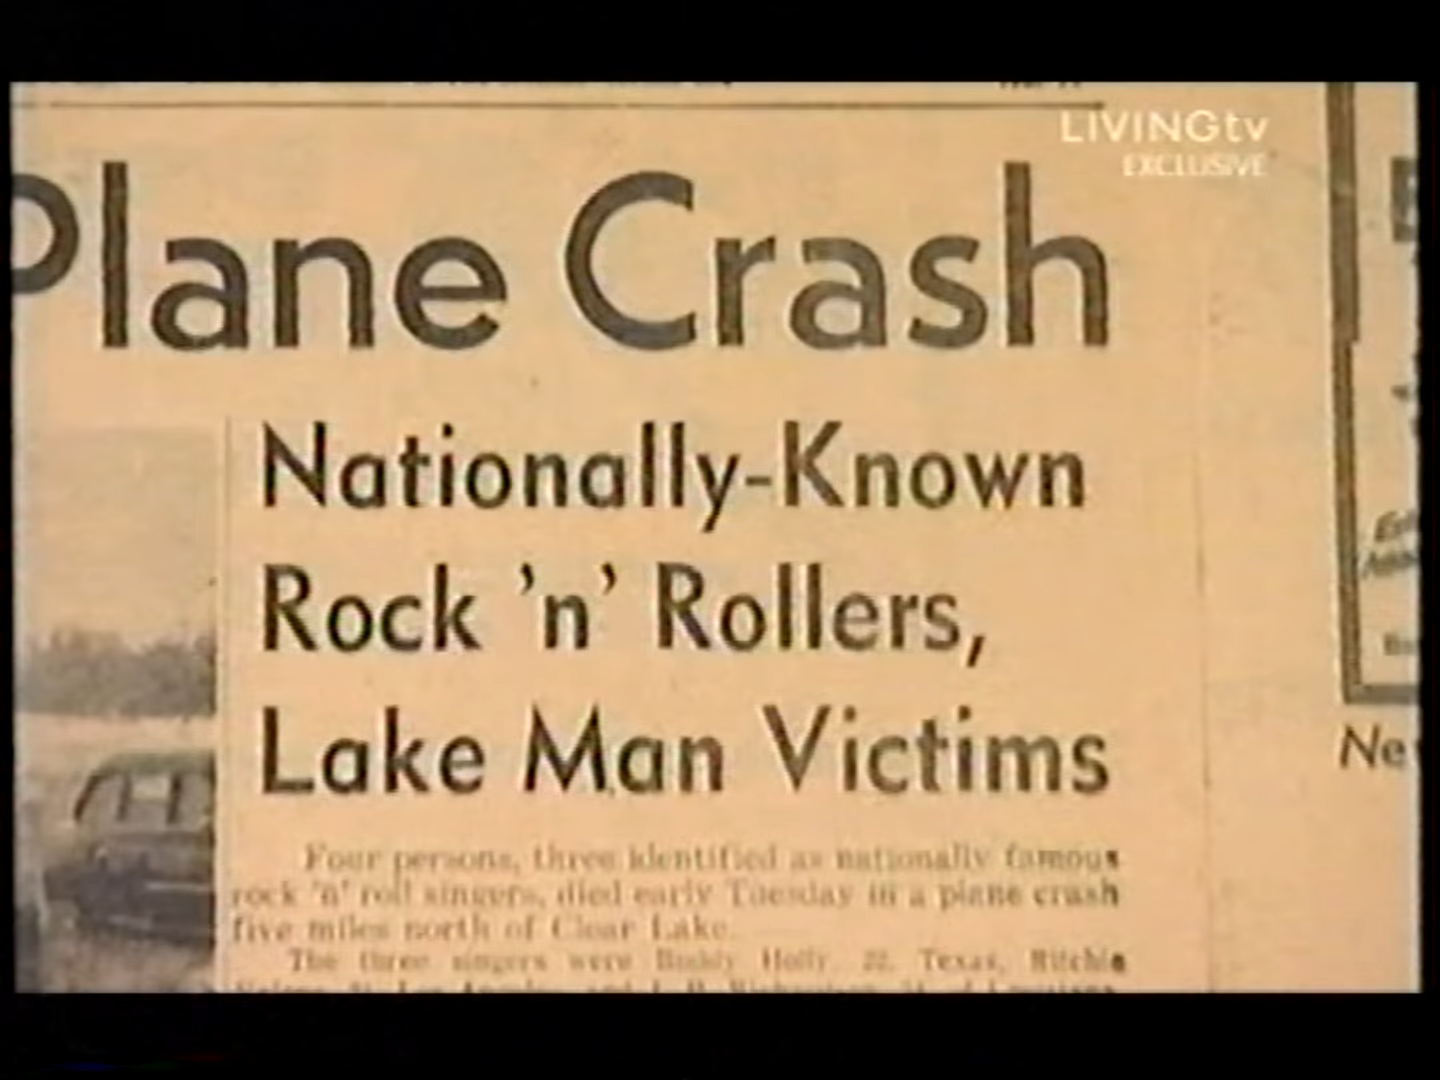 LIVINGtv
EXCLUSIVE
Plane Crash
Nationally-Known
Rock 'n' Rollers,
Lake Man Victims
Four persons, three identified as nationally famous
rock 'n' roll singers, died early Tuesday in a plane crash
five miles north of Clear Lake.
The three singers were Buddy Holly, 22, Texas, Ritchie
Ne